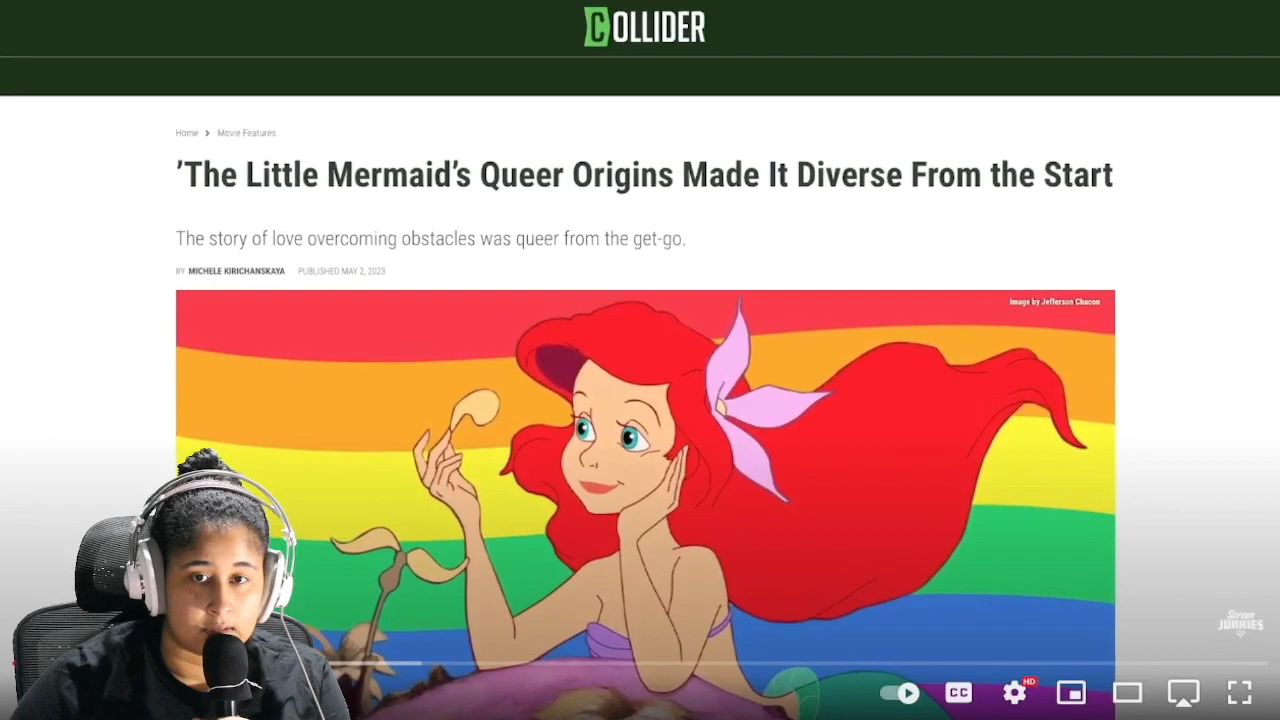 COLLIDER
Home > Movie Features
'The Little Mermaid's Queer Origins Made It Diverse From the Start
The story of love overcoming obstacles was queer from the get-go.
BY MICHELE KIRICHANSKAYA PUBLISHED MAY 2, 2023
Image by Jefferson Chacon
Screen
JUNKIES
CC
HD